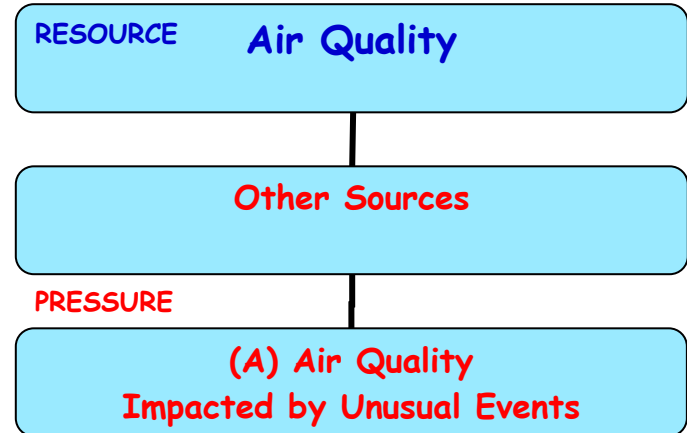 RESOURCE
Air Quality
Other Sources
PRESSURE
(A) Air Quality
Impacted by Unusual Events